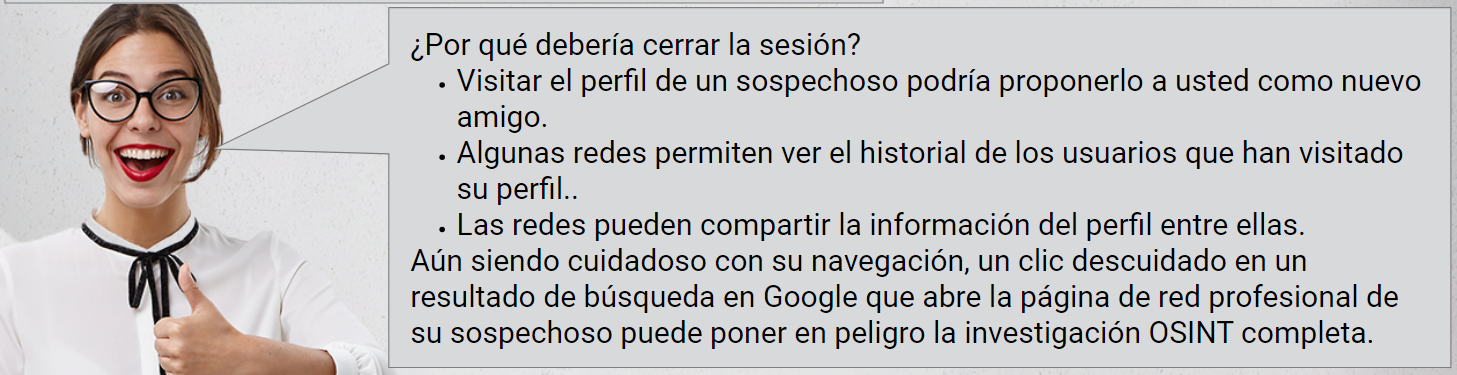 ¿Por qué debería cerrar la sesión?
• Visitar el perfil de un sospechoso podría proponerlo a usted como nuevo
amigo.
• Algunas redes permiten ver el historial de los usuarios que han visitado
su perfil..
• Las redes pueden compartir la información del perfil entre ellas.
Aún siendo cuidadoso con su navegación, un clic descuidado en un
resultado de búsqueda en Google que abre la página de red profesional de
su sospechoso puede poner en peligro la investigación OSINT completa.